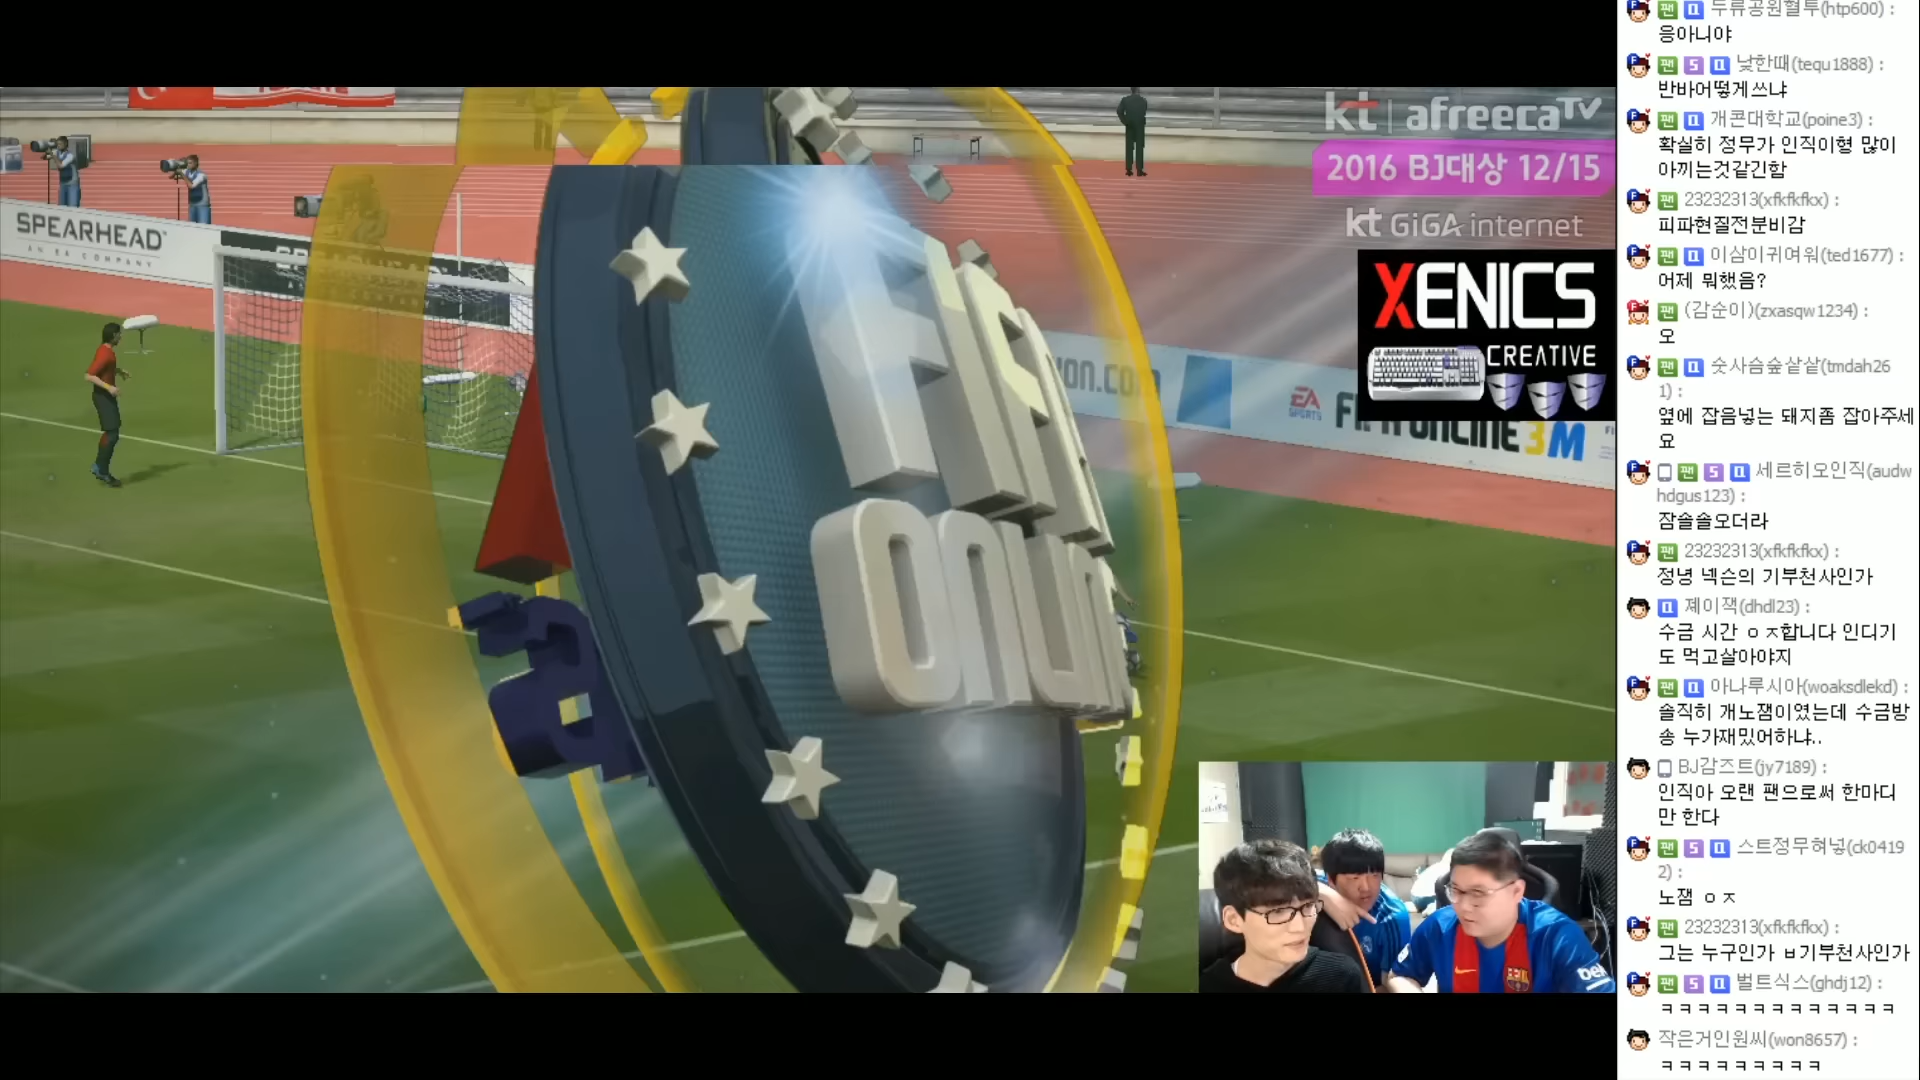 SPEARHEAD
AN EA COMPANY
kt | afreecaTV
2016 BJ대상 12/15
kt GiGA internet
XENICS
CREATIVE
EA SPORTS
3M
FIFA
Online
두류공원혈투(htp600) :
응아니야
낮한때(tequ1888) :
반바어떻게쓰냐
개콘대학교(poine3) :
확실히 정무가 인직이형 많이
아끼는것같긴함
23232313(xfkfkfkx) :
피파현질전분비감
이삼이귀여워(ted1677) :
어제 뭐했음?
(감순이)(zxasqw1234) :
오
숫사슴숲살살(tmdah26
1) :
옆에 잡음넣는 돼지좀 잡아주세
요
세르히오인직(audw
hdgus123) :
잠솔솔오더라
23232313(xfkfkfkx) :
정녕 넥슨의 기부천사인가
제이잭(dhdl23) :
수금 시간 ㅇㅈ합니다 인디기
도 먹고살아야지
아나루시아(woaksdlekd) :
솔직히 개노잼이였는데 수금방
송 누가재밌어하냐..
BJ감즈트(jy7189) :
인직아 오랜 팬으로써 한마디
만 한다
스트정무혀넣(ck0419
2) :
노잼 ㅇㅈ
23232313(xfkfkfkx) :
그는 누구인가 ㅂ기부천사인가
벌트식스(ghdj12) :
ㅋㅋㅋㅋㅋㅋㅋㅋㅋㅋㅋㅋㅋ
작은거인원씨(won8657) :
ㅋㅋㅋㅋㅋㅋㅋㅋㅋ